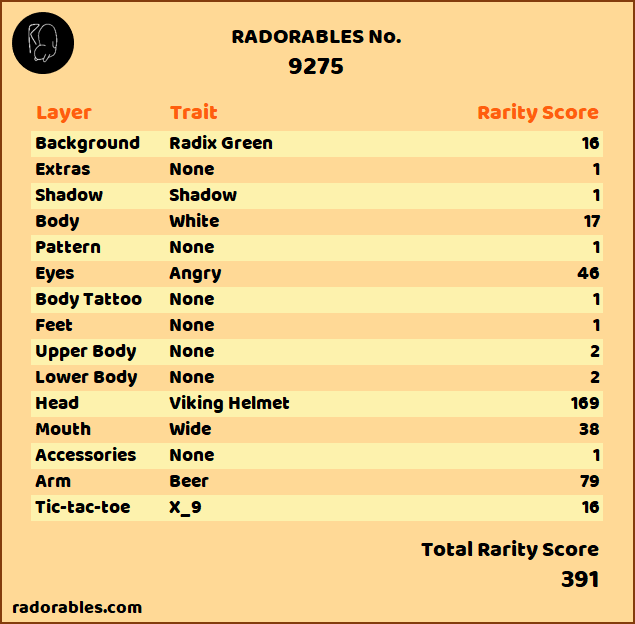 RADORABLES No.
9275
Layer Trait Rarity Score
Background Radix Green 16
Extras None 1
Shadow Shadow 1
Body White 17
Pattern None 1
Eyes Angry 46
Body Tattoo None 1
Feet None 1
Upper Body None 2
Lower Body None 2
Head Viking Helmet 169
Mouth Wide 38
Accessories None 1
Arm Beer 79
Tic-tac-toe X_9 16
Total Rarity Score
391
radorables.com